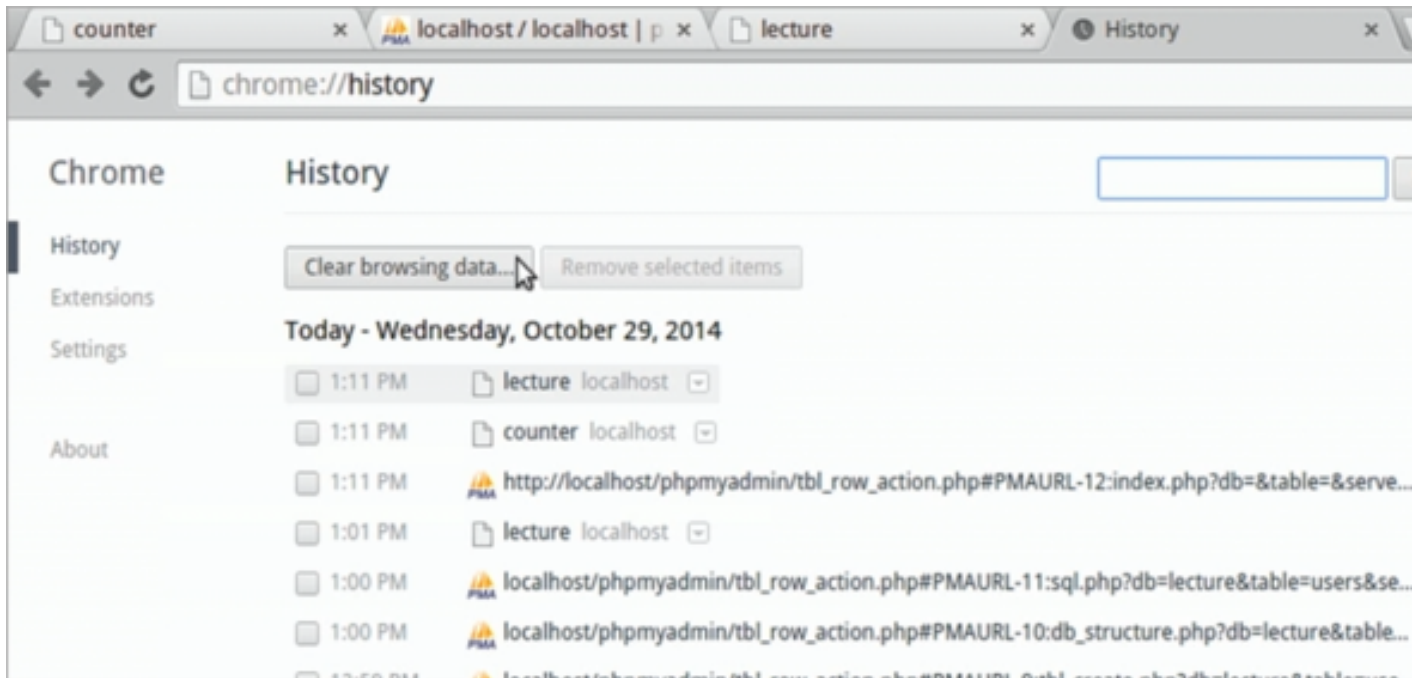 counter
localhost / localhost | p
lecture
History
chrome://history
Chrome
History
History
Extensions
Settings
About
Clear browsing data...
Remove selected items
Today - Wednesday, October 29, 2014
1:11 PM lecture localhost
1:11 PM counter localhost
1:11 PM PMA http://localhost/phpmyadmin/tbl_row_action.php#PMAURL-12:index.php?db=&table=&serve...
1:01 PM lecture localhost
1:00 PM PMA localhost/phpmyadmin/tbl_row_action.php#PMAURL-11:sql.php?db=lecture&table=users&se...
1:00 PM PMA localhost/phpmyadmin/tbl_row_action.php#PMAURL-10:db_structure.php?db=lecture&table...